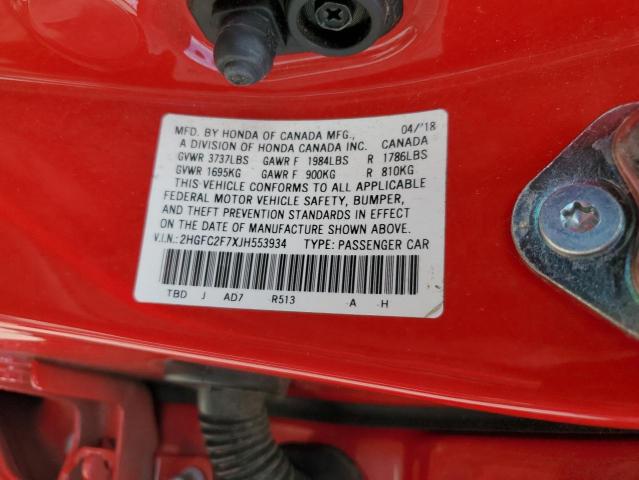 MFD. BY HONDA OF CANADA MFG., 04/'18
A DIVISION OF HONDA CANADA INC. CANADA
GVWR 3737LBS GAWR F 1984LBS R 1786LBS
GVWR 1695KG GAWR F 900KG R 810KG
THIS VEHICLE CONFORMS TO ALL APPLICABLE
FEDERAL MOTOR VEHICLE SAFETY, BUMPER,
AND THEFT PREVENTION STANDARDS IN EFFECT
ON THE DATE OF MANUFACTURE SHOWN ABOVE.
V.I.N.: 2HGFC2F7XJH553934 TYPE: PASSENGER CAR
TBD J AD7 R513 A H